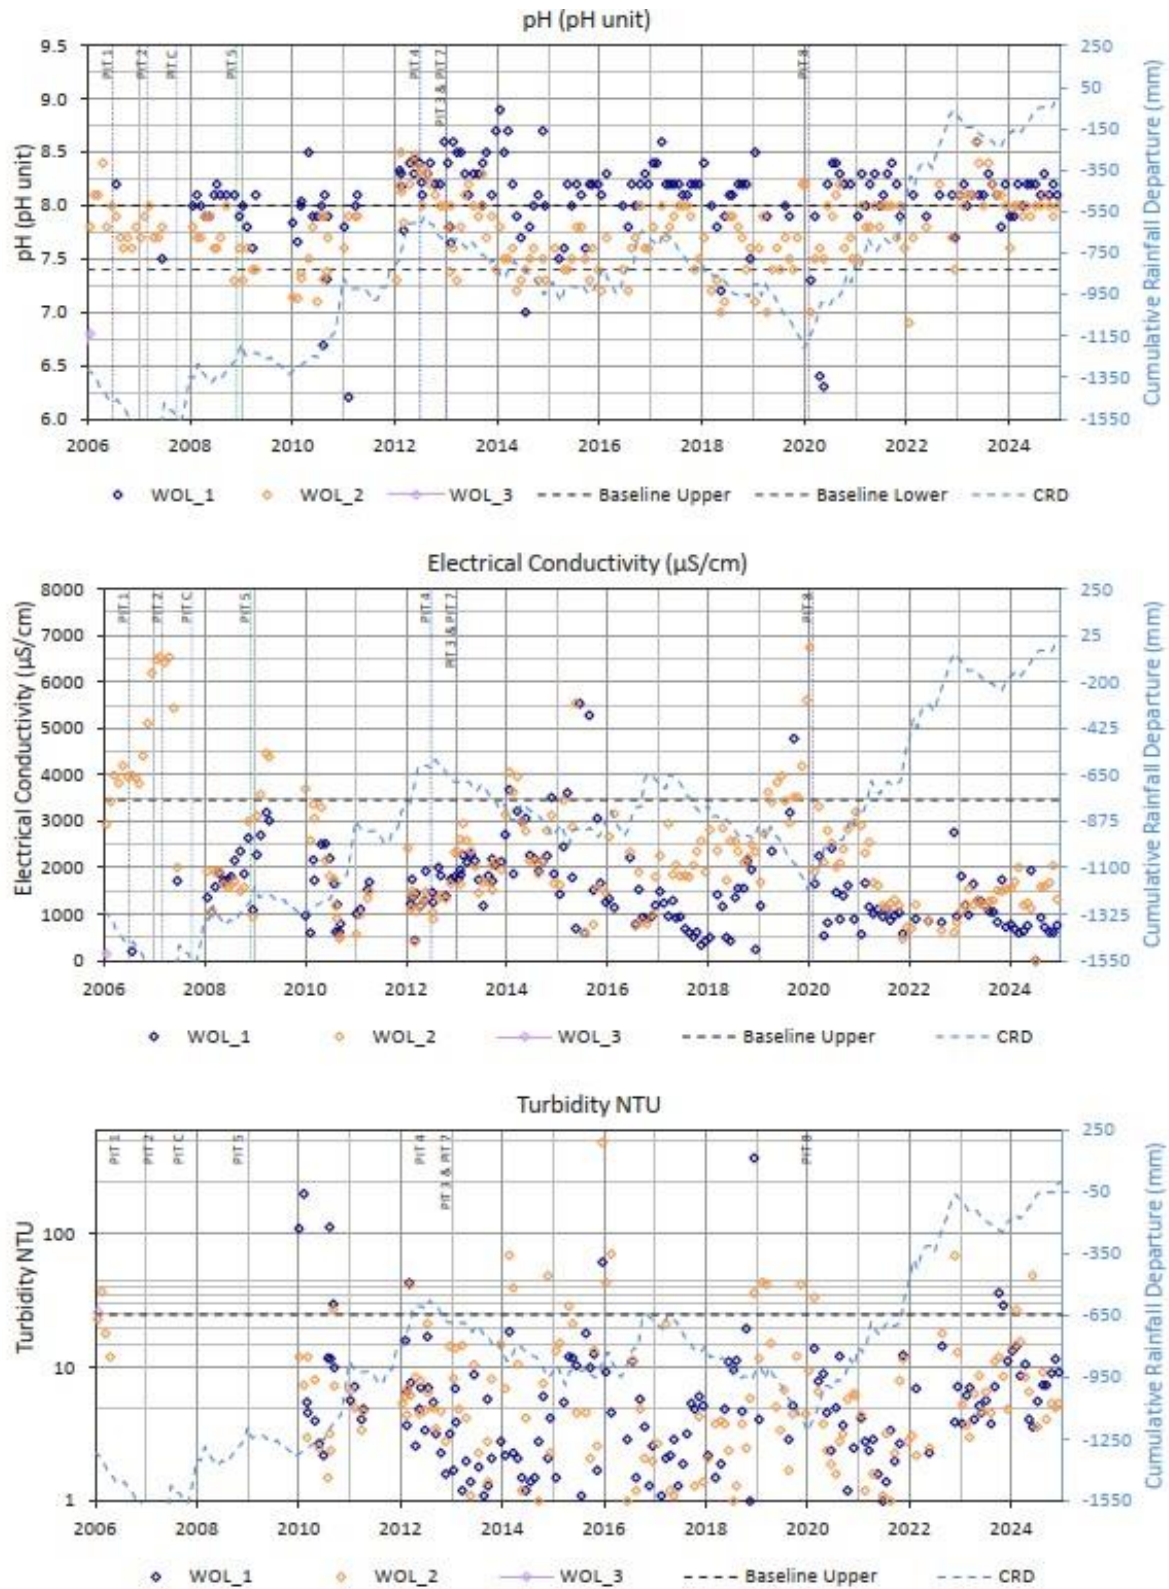 pH (pH unit)
9.5
9.0
8.5
8.0
7.5
7.0
6.5
6.0
pH (pH unit)
PIT 1
PIT 2
PIT C
PIT 5
PIT 4
PIT 3 & PIT 7
PIT 8
250
50
-150
-350
-550
-750
-950
-1150
-1350
-1550
Cumulative Rainfall Departure (mm)
2006 2008 2010 2012 2014 2016 2018 2020 2022 2024
WOL_1 WOL_2 WOL_3 Baseline Upper Baseline Lower CRD
Electrical Conductivity (µS/cm)
8000
7000
6000
5000
4000
3000
2000
1000
0
Electrical Conductivity (µS/cm)
PIT 1
PIT 2
PIT C
PIT 5
PIT 4
PIT 3 & PIT 7
PIT 8
250
25
-200
-425
-650
-875
-1100
-1325
-1550
Cumulative Rainfall Departure (mm)
2006 2008 2010 2012 2014 2016 2018 2020 2022 2024
WOL_1 WOL_2 WOL_3 Baseline Upper CRD
Turbidity NTU
100
10
1
Turbidity NTU
PIT 1
PIT 2
PIT C
PIT 5
PIT 4
PIT 3 & PIT 7
PIT 8
250
-50
-350
-650
-950
-1250
-1550
Cumulative Rainfall Departure (mm)
2006 2008 2010 2012 2014 2016 2018 2020 2022 2024
WOL_1 WOL_2 WOL_3 Baseline Upper CRD